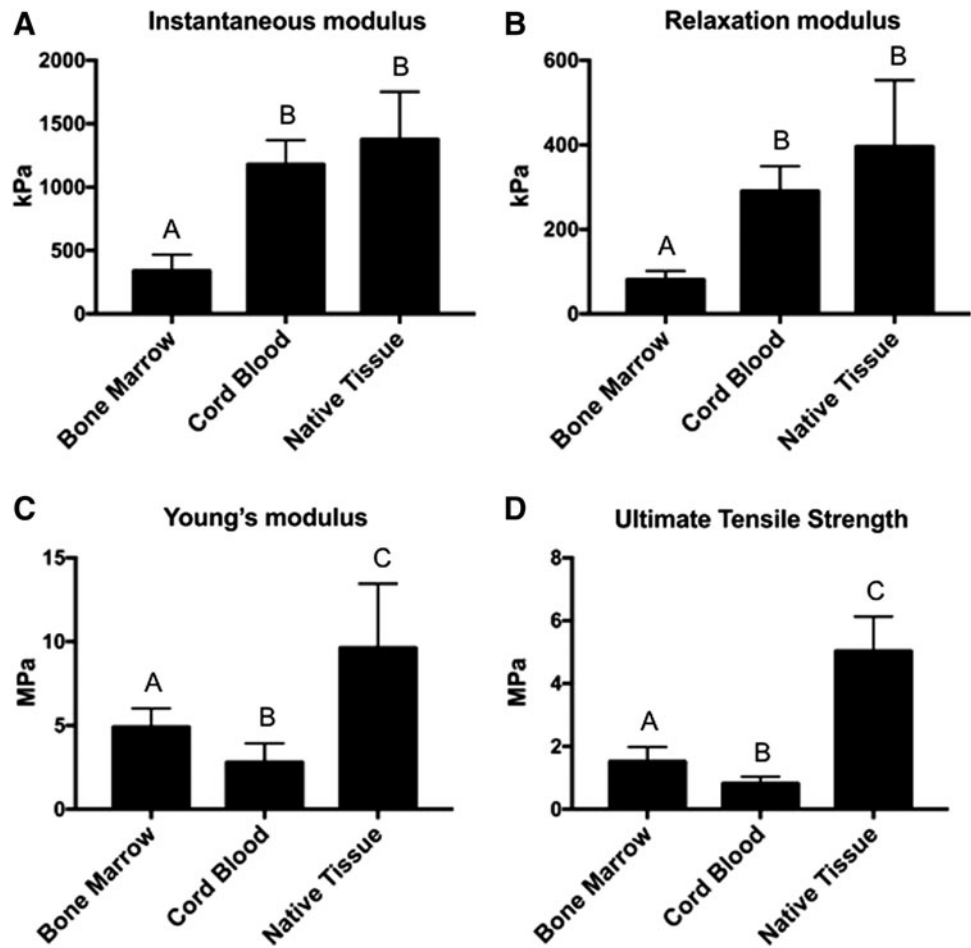 A
Instantaneous modulus
kPa
2000
1500
1000
500
0
A
B
B
Bone Marrow
Cord Blood
Native Tissue
B
Relaxation modulus
kPa
600
400
200
0
A
B
B
Bone Marrow
Cord Blood
Native Tissue
C
Young's modulus
MPa
15
10
5
0
A
B
C
Bone Marrow
Cord Blood
Native Tissue
D
Ultimate Tensile Strength
MPa
8
6
4
2
0
A
B
C
Bone Marrow
Cord Blood
Native Tissue